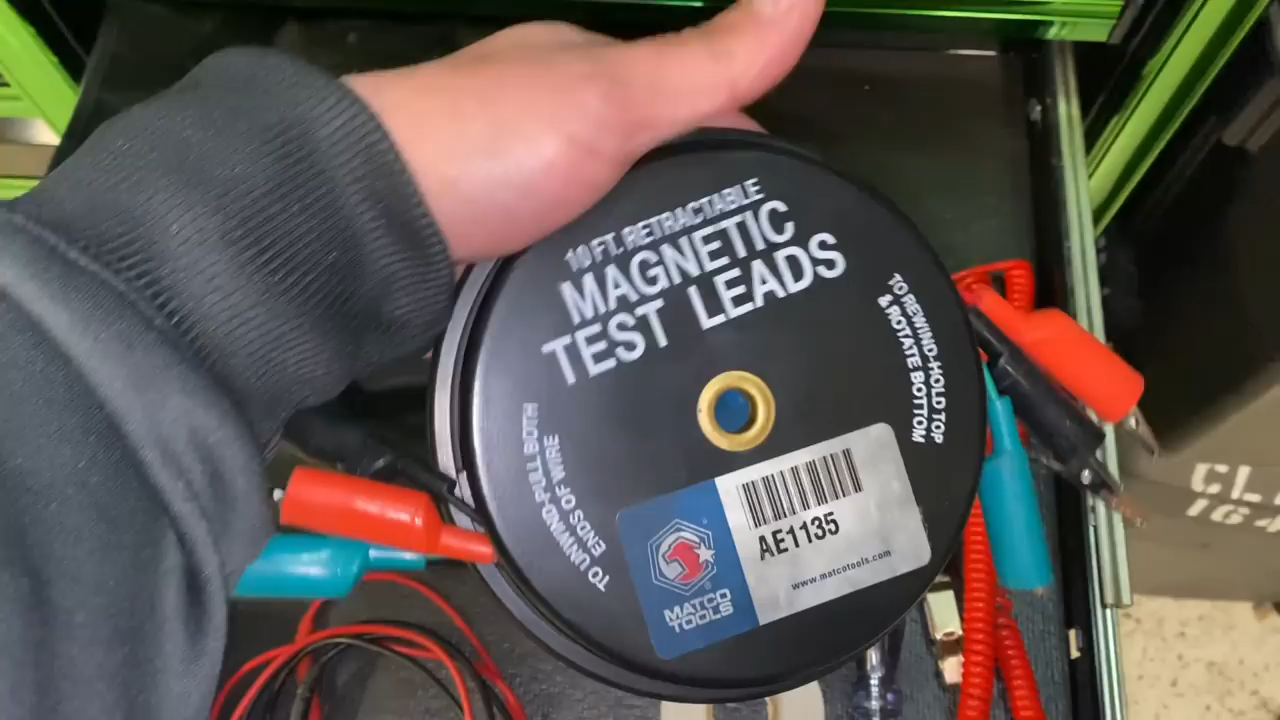 10 FT. RETRACTABLE
MAGNETIC
TEST LEADS
TO REWIND-HOLD TOP
& ROTATE BOTTOM
TO UNWIND-PULL BOTH
ENDS OF WIRE
AE1135
www.matcotools.com
MATCO
TOOLS